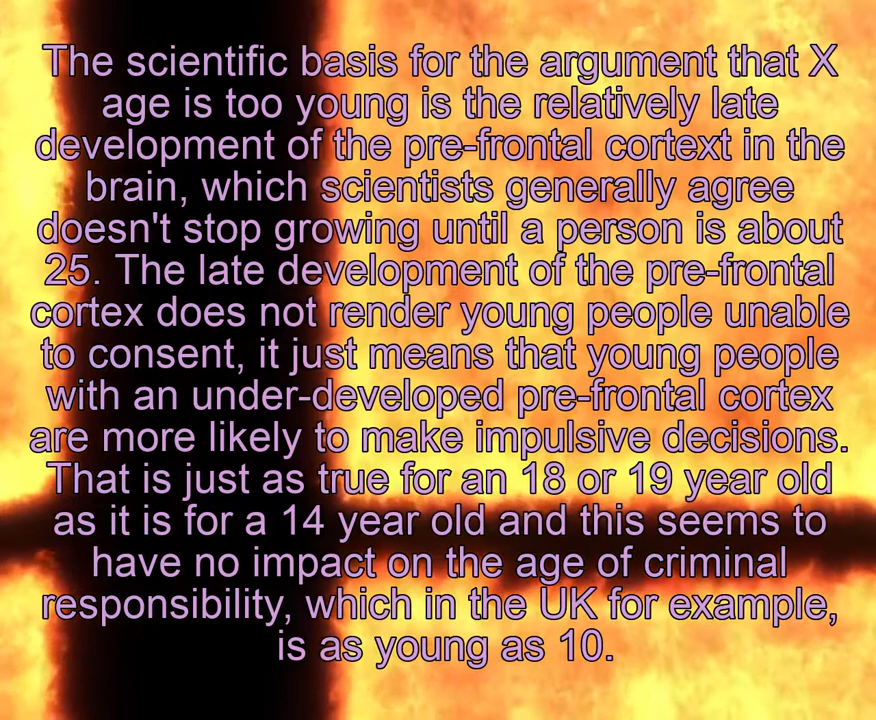 The scientific basis for the argument that X
age is too young is the relatively late
development of the pre-frontal cortext in the
brain, which scientists generally agree
doesn't stop growing until a person is about
25. The late development of the pre-frontal
cortex does not render young people unable
to consent, it just means that young people
with an under-developed pre-frontal cortex
are more likely to make impulsive decisions.
That is just as true for an 18 or 19 year old
as it is for a 14 year old and this seems to
have no impact on the age of criminal
responsibility, which in the UK for example,
is as young as 10.